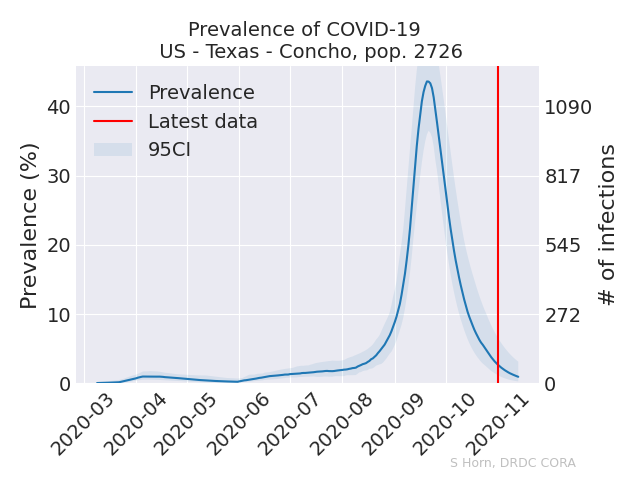 Prevalence of COVID-19
US - Texas - Concho, pop. 2726
Prevalence
Latest data
95CI
Prevalence (%)
40
30
20
10
0
1090
817
545
272
0
# of infections
2020-03
2020-04
2020-05
2020-06
2020-07
2020-08
2020-09
2020-10
2020-11
S Horn, DRDC CORA